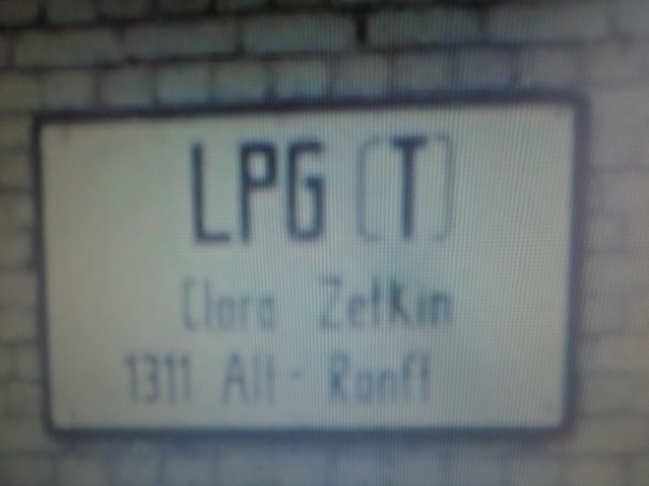 LPG (T)
Clara Zetkin
1311 Alt-Ranft